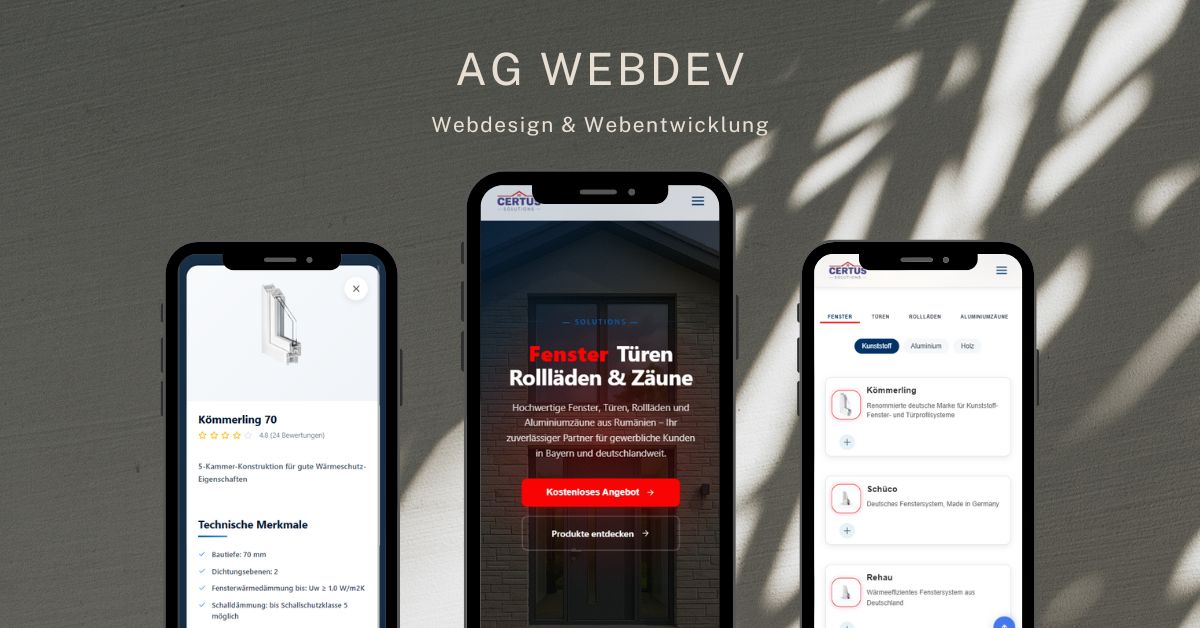 AG WEBDEV
Webdesign & Webentwicklung
Kömmerling 70
4.8 (24 Bewertungen)
5-Kammer-Konstruktion für gute Wärmeschutz-
Eigenschaften
Technische Merkmale
Bautiefe: 70 mm
Dichtungsebenen: 2
Fensterwärmedämmung bis: Uw ≥ 1.0 W/m2K
Schalldämmung: bis Schallschutzklasse 5
möglich
CERTUS
SOLUTIONS
— SOLUTIONS —
Fenster Türen
Rollläden & Zäune
Hochwertige Fenster, Türen, Rollläden und
Aluminiumzäune aus Rumänien – Ihr
zuverlässiger Partner für gewerbliche Kunden
in Bayern und deutschlandweit.
Kostenloses Angebot →
Produkte entdecken →
CERTUS
SOLUTIONS
FENSTER TÜREN ROLLLÄDEN ALUMINIUMZÄUNE
Kunststoff Aluminium Holz
Kömmerling
Renommierte deutsche Marke für Kunststoff-
Fenster- und Türprofilsysteme
+
Schüco
Deutsches Fenstersystem, Made in Germany
+
Rehau
Wärmeeffizientes Fenstersystem aus
Deutschland